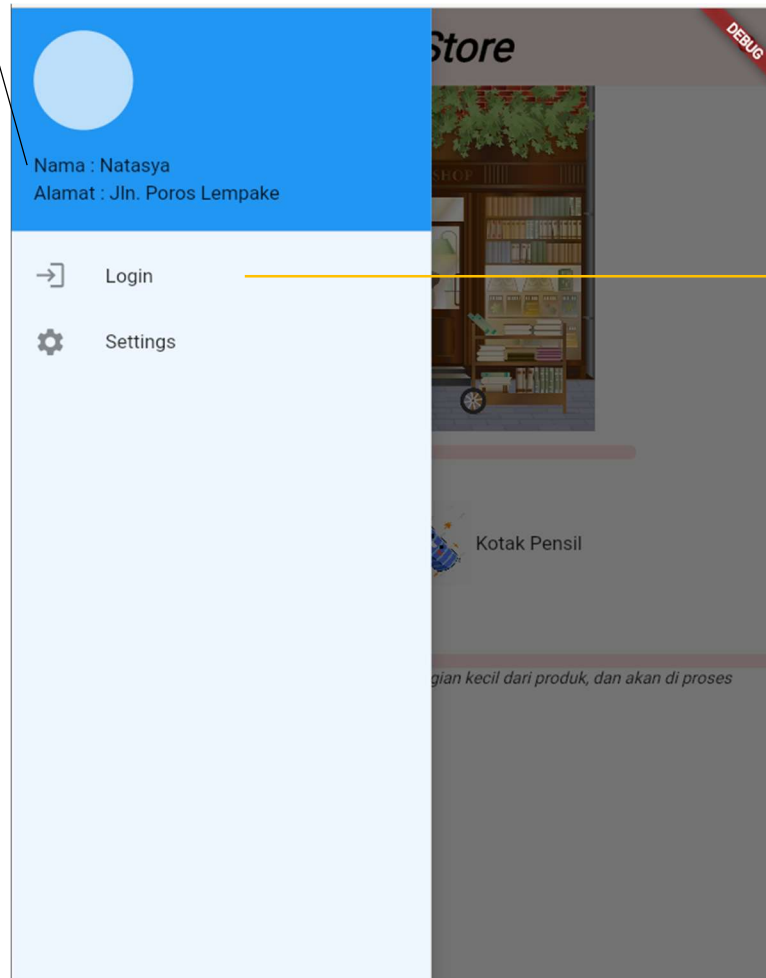 Store
DEBUG
SHOP
Nama : Natasya
Alamat : Jln. Poros Lempake
Login
Settings
Kotak Pensil
gian kecil dari produk, dan akan di proses